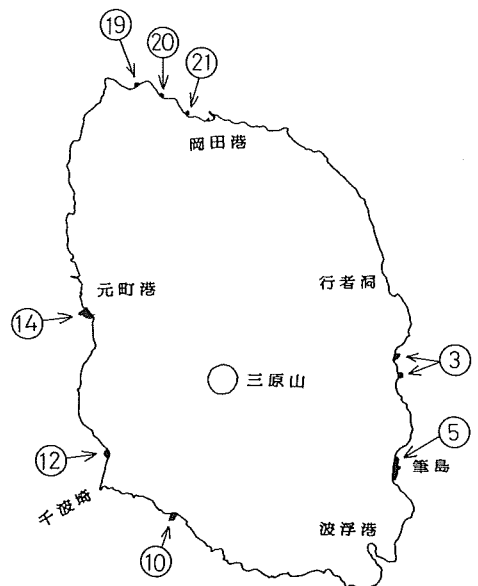 ⑲
⑳
㉑
岡田港
行者洞
元町港
⑭
③
三原山
⑤
筆島
⑫
千波崎
波浮港
⑩